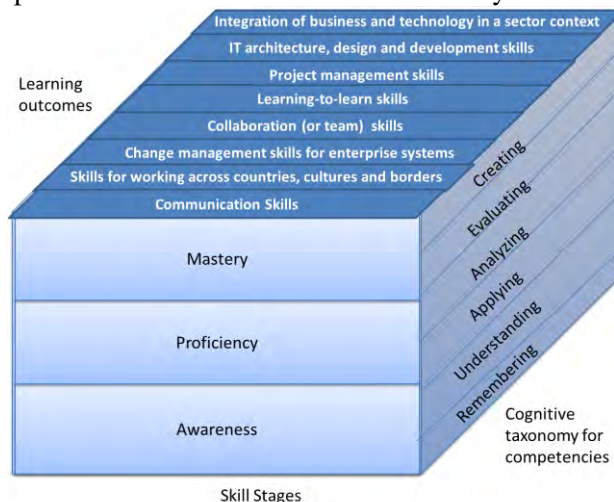 Integration of business and technology in a sector context
IT architecture, design and development skills
Project management skills
Learning
outcomes
Learning-to-learn skills
Collaboration (or team) skills
Change management skills for enterprise systems
Skills for working across countries, cultures and borders
Communication Skills
Creating
Evaluating
Analyzing
Applying
Understanding
Remembering
Mastery
Proficiency
Awareness
Cognitive
taxonomy for
competencies
Skill Stages